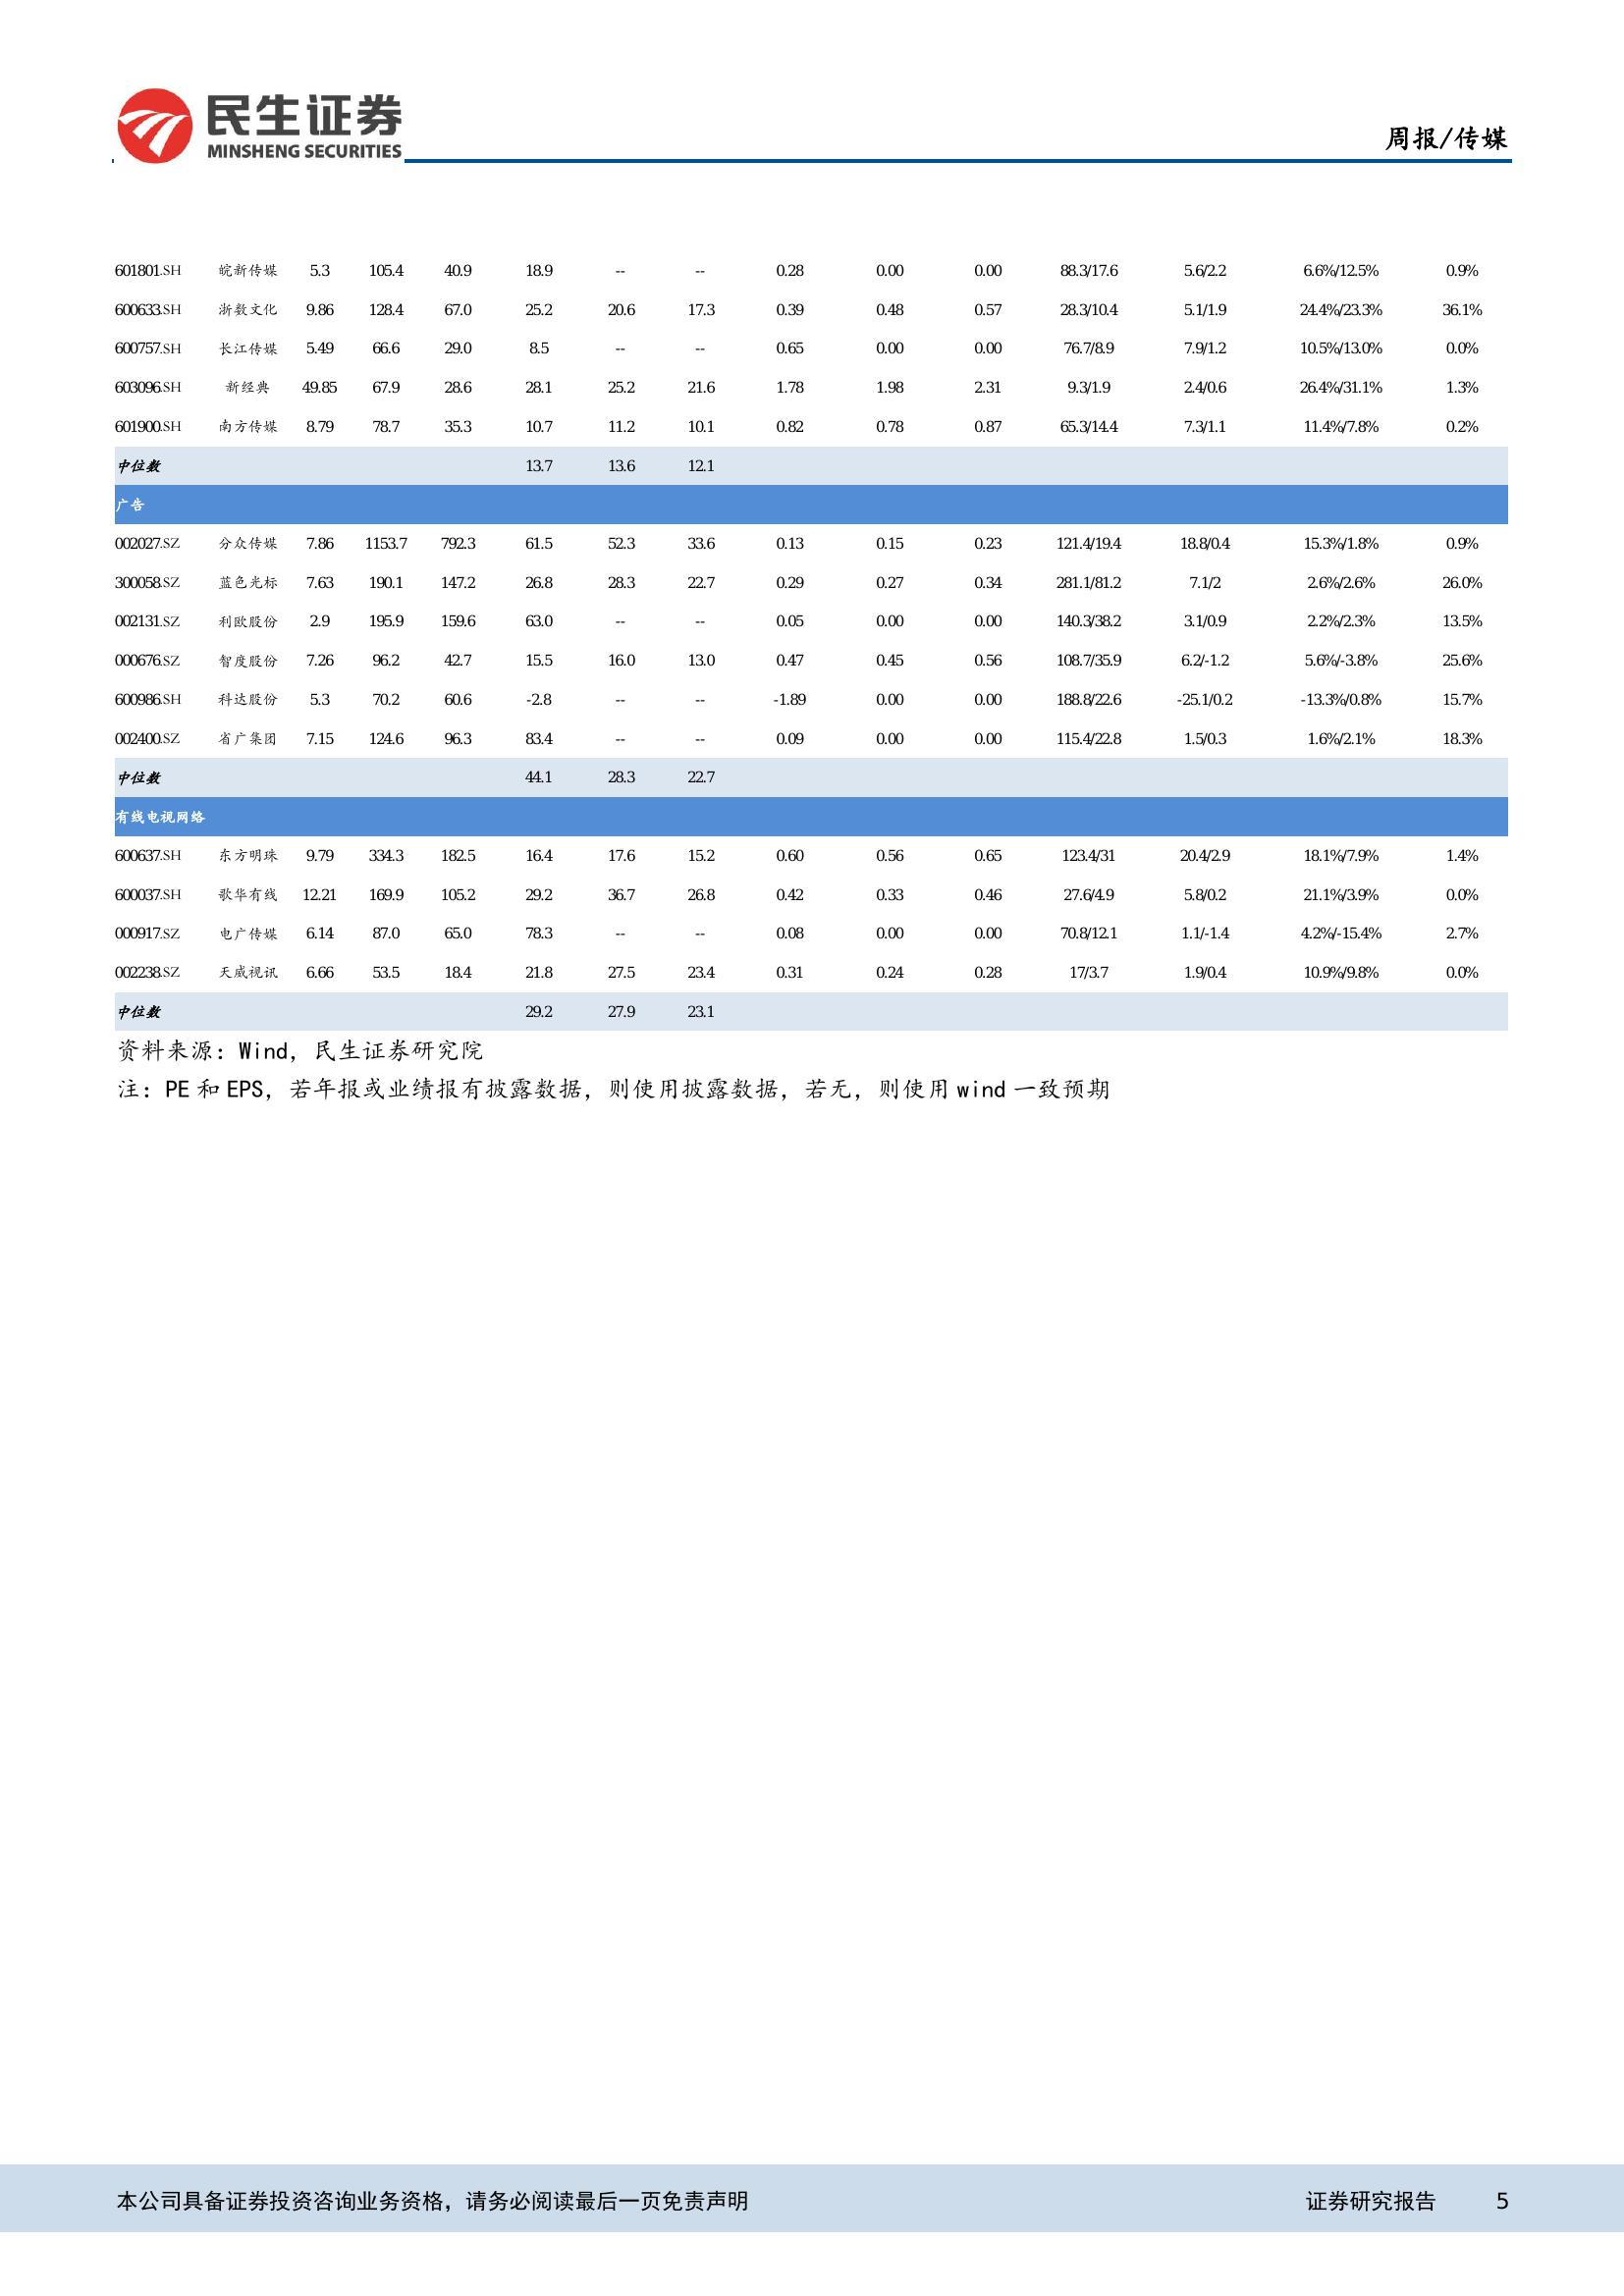 民生证券
MINSHENG SECURITIES
周报/传媒
601801.SH 皖新传媒 5.3 105.4 40.9 18.9 -- -- 0.28 0.00 0.00 88.3/17.6 5.6/2.2 6.6%/12.5% 0.9%
600633.SH 浙数文化 9.86 128.4 67.0 25.2 20.6 17.3 0.39 0.48 0.57 28.3/10.4 5.1/1.9 24.4%/23.3% 36.1%
600757.SH 长江传媒 5.49 66.6 29.0 8.5 -- -- 0.65 0.00 0.00 76.7/8.9 7.9/1.2 10.5%/13.0% 0.0%
603096.SH 新经典 49.85 67.9 28.6 28.1 25.2 21.6 1.78 1.98 2.31 9.3/1.9 2.4/0.6 26.4%/31.1% 1.3%
601900.SH 南方传媒 8.79 78.7 35.3 10.7 11.2 10.1 0.82 0.78 0.87 65.3/14.4 7.3/1.1 11.4%/7.8% 0.2%
中位数 13.7 13.6 12.1
广告
002027.SZ 分众传媒 7.86 1153.7 792.3 61.5 52.3 33.6 0.13 0.15 0.23 121.4/19.4 18.8/0.4 15.3%/1.8% 0.9%
300058.SZ 蓝色光标 7.63 190.1 147.2 26.8 28.3 22.7 0.29 0.27 0.34 281.1/81.2 7.1/2 2.6%/2.6% 26.0%
002131.SZ 利欧股份 2.9 195.9 159.6 63.0 -- -- 0.05 0.00 0.00 140.3/38.2 3.1/0.9 2.2%/2.3% 13.5%
000676.SZ 智度股份 7.26 96.2 42.7 15.5 16.0 13.0 0.47 0.45 0.56 108.7/35.9 6.2/-1.2 5.6%/-3.8% 25.6%
600986.SH 科达股份 5.3 70.2 60.6 -2.8 -- -- -1.89 0.00 0.00 188.8/22.6 -25.1/0.2 -13.3%/0.8% 15.7%
002400.SZ 省广集团 7.15 124.6 96.3 83.4 -- -- 0.09 0.00 0.00 115.4/22.8 1.5/0.3 1.6%/2.1% 18.3%
中位数 44.1 28.3 22.7
有线电视网络
600637.SH 东方明珠 9.79 334.3 182.5 16.4 17.6 15.2 0.60 0.56 0.65 123.4/31 20.4/2.9 18.1%/7.9% 1.4%
600037.SH 歌华有线 12.21 169.9 105.2 29.2 36.7 26.8 0.42 0.33 0.46 27.6/4.9 5.8/0.2 21.1%/3.9% 0.0%
000917.SZ 电广传媒 6.14 87.0 65.0 78.3 -- -- 0.08 0.00 0.00 70.8/12.1 1.1/-1.4 4.2%/-15.4% 2.7%
002238.SZ 天威视讯 6.66 53.5 18.4 21.8 27.5 23.4 0.31 0.24 0.28 17/3.7 1.9/0.4 10.9%/9.8% 0.0%
中位数 29.2 27.9 23.1
资料来源：Wind，民生证券研究院
注：PE 和 EPS，若年报或业绩报有披露数据，则使用披露数据，若无，则使用 wind 一致预期
本公司具备证券投资咨询业务资格，请务必阅读最后一页免责声明 证券研究报告 5